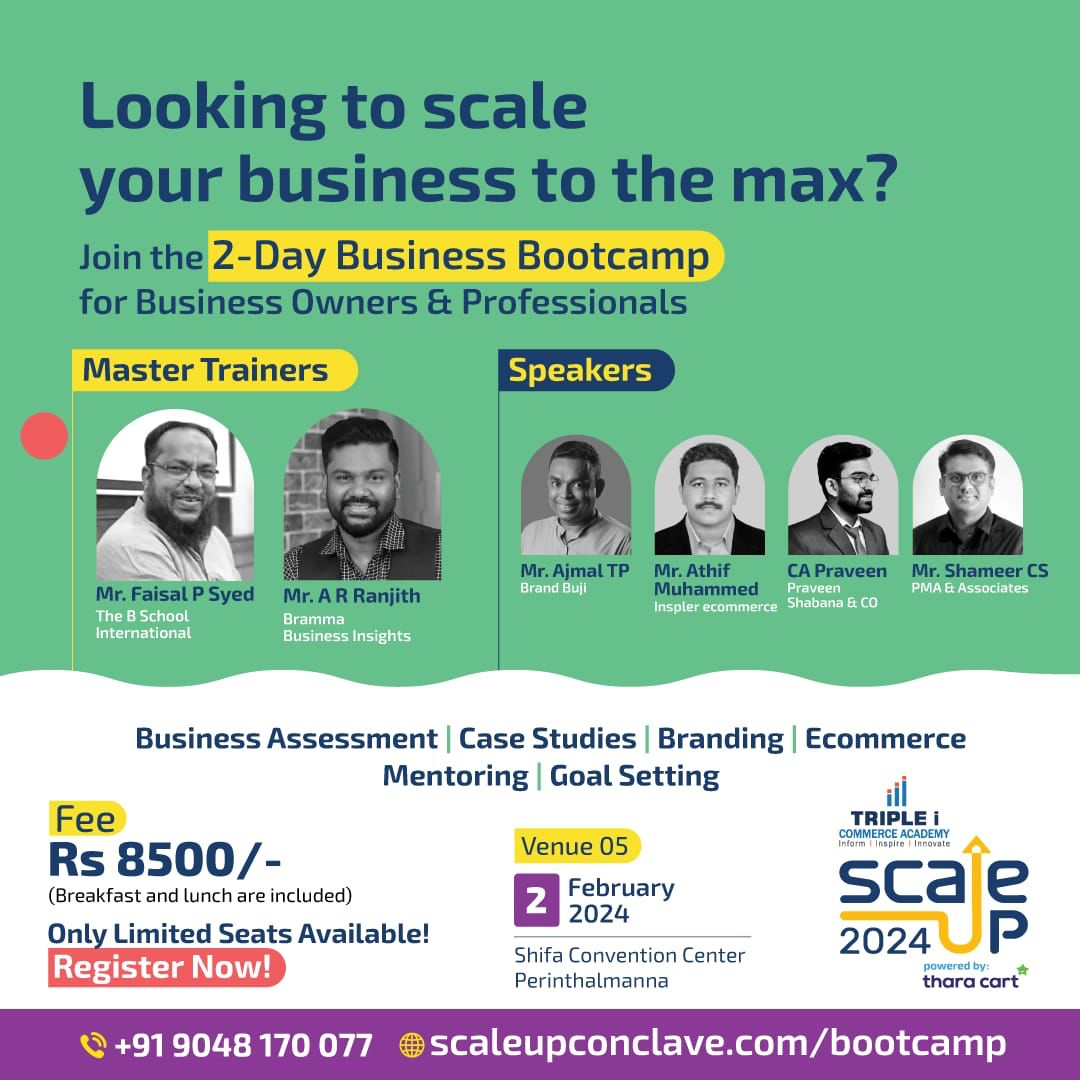 Looking to scale
your business to the max?
Join the 2-Day Business Bootcamp
for Business Owners & Professionals
Master Trainers
Mr. Faisal P Syed
The B School
International
Mr. A R Ranjith
Bramma
Business Insights
Speakers
Mr. Ajmal TP
Brand Buji
Mr. Athif
Muhammed
Inspler ecommerce
CA Praveen
Praveen
Shabana & CO
Mr. Shameer CS
PMA & Associates
Business Assessment | Case Studies | Branding | Ecommerce
Mentoring | Goal Setting
Fee
Rs 8500/-
(Breakfast and lunch are included)
Only Limited Seats Available!
Register Now!
Venue 05
2 February
2024
Shifa Convention Center
Perinthalmanna
TRIPLE i
COMMERCE ACADEMY
Inform | Inspire | Innovate
scale
2024 UP
powered by:
thara cart
+91 9048 170 077
scaleupconclave.com/bootcamp